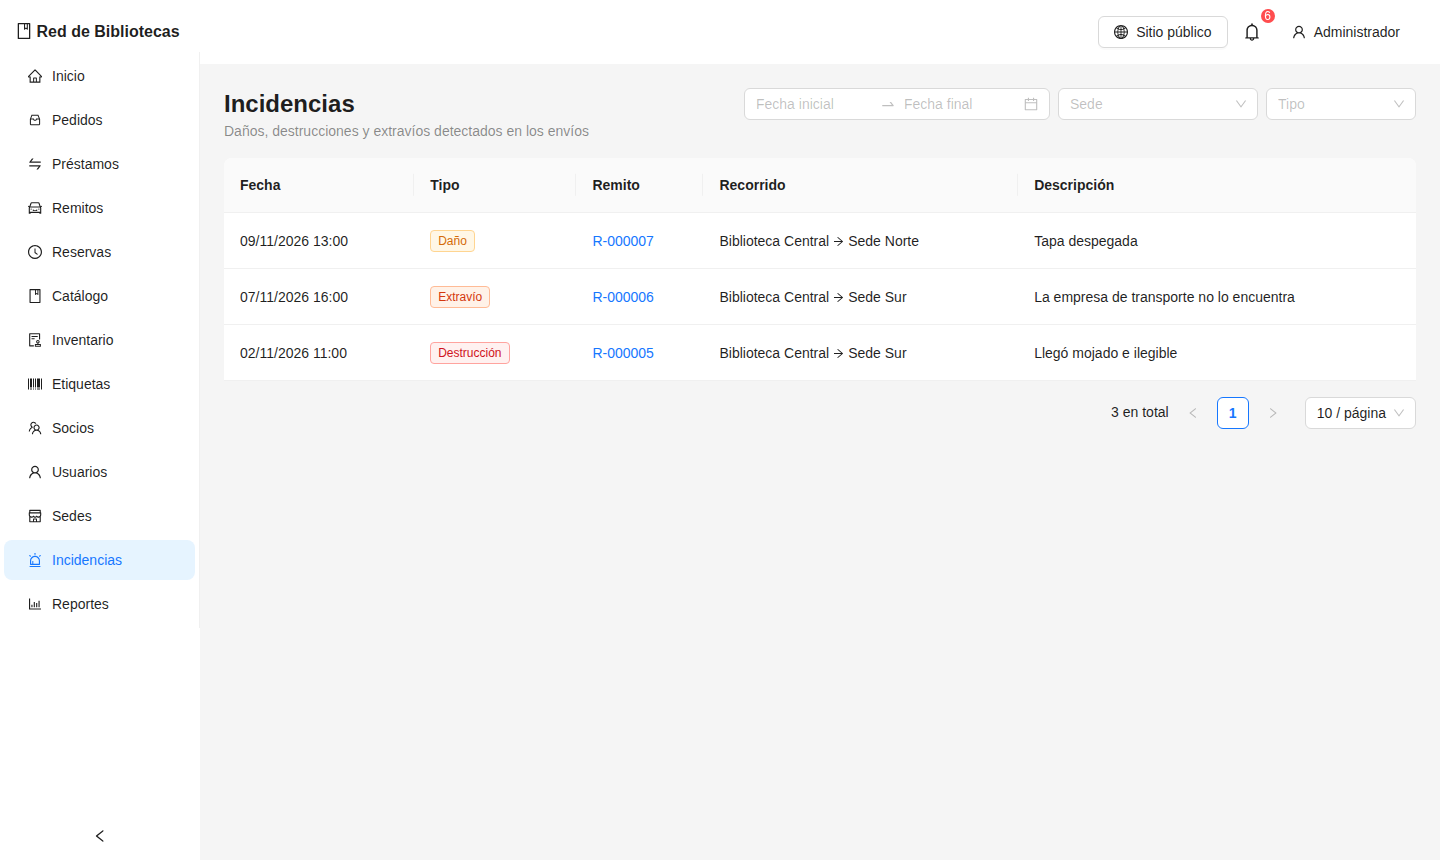 Red de Bibliotecas
Sitio público
6
Administrador
Inicio
Pedidos
Préstamos
Remitos
Reservas
Catálogo
Inventario
Etiquetas
Socios
Usuarios
Sedes
Incidencias
Reportes
Incidencias
Daños, destrucciones y extravíos detectados en los envíos
Fecha inicial → Fecha final
Sede
Tipo
Fecha Tipo Remito Recorrido Descripción
09/11/2026 13:00 Daño R-000007 Biblioteca Central → Sede Norte Tapa despegada
07/11/2026 16:00 Extravío R-000006 Biblioteca Central → Sede Sur La empresa de transporte no lo encuentra
02/11/2026 11:00 Destrucción R-000005 Biblioteca Central → Sede Sur Llegó mojado e ilegible
3 en total < 1 > 10 / página